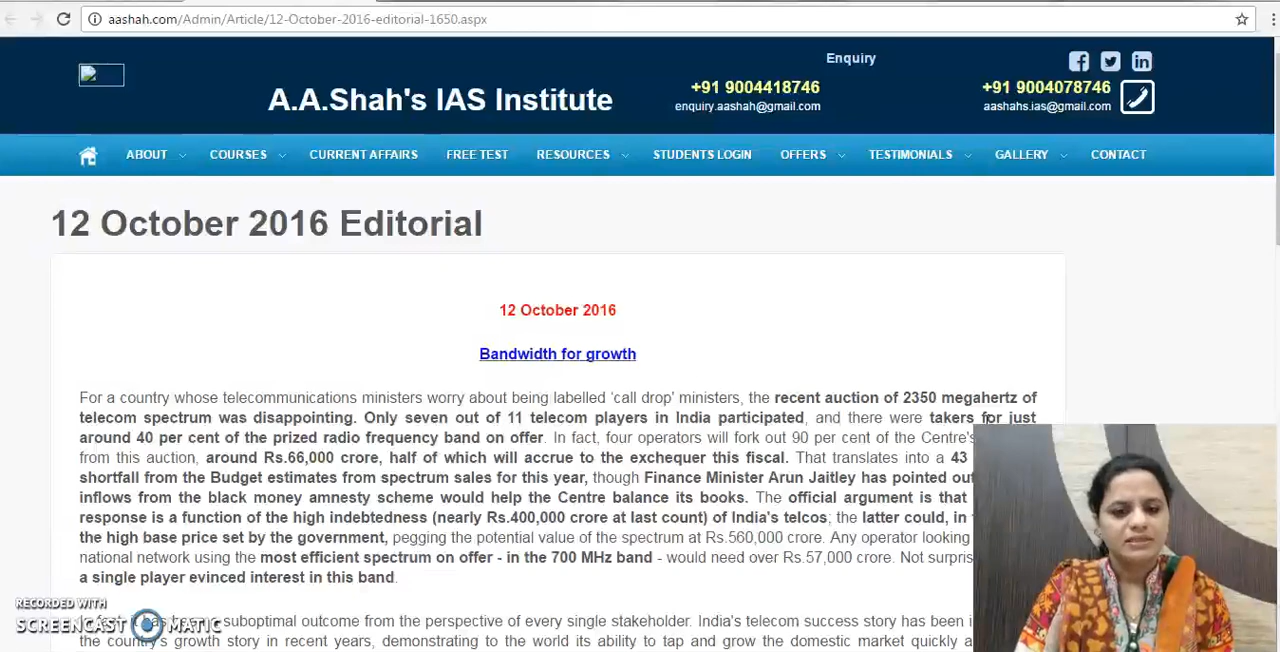 aashah.com/Admin/Article/12-October-2016-editorial-1650.aspx
Enquiry
A.A.Shah's IAS Institute
+91 9004418746
enquiry.aashah@gmail.com
+91 9004078746
aashahs.ias@gmail.com
ABOUT COURSES CURRENT AFFAIRS FREE TEST RESOURCES STUDENTS LOGIN OFFERS TESTIMONIALS GALLERY CONTACT
12 October 2016 Editorial
12 October 2016
Bandwidth for growth
For a country whose telecommunications ministers worry about being labelled 'call drop' ministers, the recent auction of 2350 megahertz of
telecom spectrum was disappointing. Only seven out of 11 telecom players in India participated, and there were takers for just
around 40 per cent of the prized radio frequency band on offer. In fact, four operators will fork out 90 per cent of the Centre's
from this auction, around Rs.66,000 crore, half of which will accrue to the exchequer this fiscal. That translates into a 43
shortfall from the Budget estimates from spectrum sales for this year, though Finance Minister Arun Jaitley has pointed out
inflows from the black money amnesty scheme would help the Centre balance its books. The official argument is that
response is a function of the high indebtedness (nearly Rs.400,000 crore at last count) of India's telcos; the latter could, in
the high base price set by the government, pegging the potential value of the spectrum at Rs.560,000 crore. Any operator looking
national network using the most efficient spectrum on offer - in the 700 MHz band - would need over Rs.57,000 crore. Not
a single player evinced interest in this band.
suboptimal outcome from the perspective of every single stakeholder. India's telecom success story has been
the country's growth story in recent years, demonstrating to the world its ability to tap and grow the domestic market quickly
RECORDED WITH
SCREENCAST MATIC